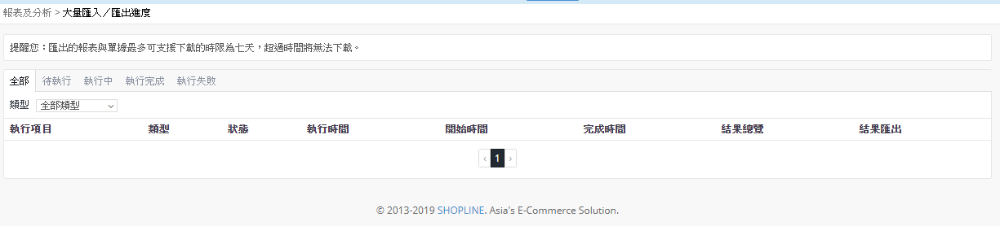 報表及分析 > 大量匯入／匯出進度
提醒您：匯出的報表與單據最多可支援下載的時限為七天，超過時間將無法下載。
全部 待執行 執行中 執行完成 執行失敗
類型 全部類型
執行項目 類型 狀態 執行時間 開始時間 完成時間 結果總覽 結果匯出
‹ 1 ›
© 2013-2019 SHOPLINE. Asia's E-Commerce Solution.